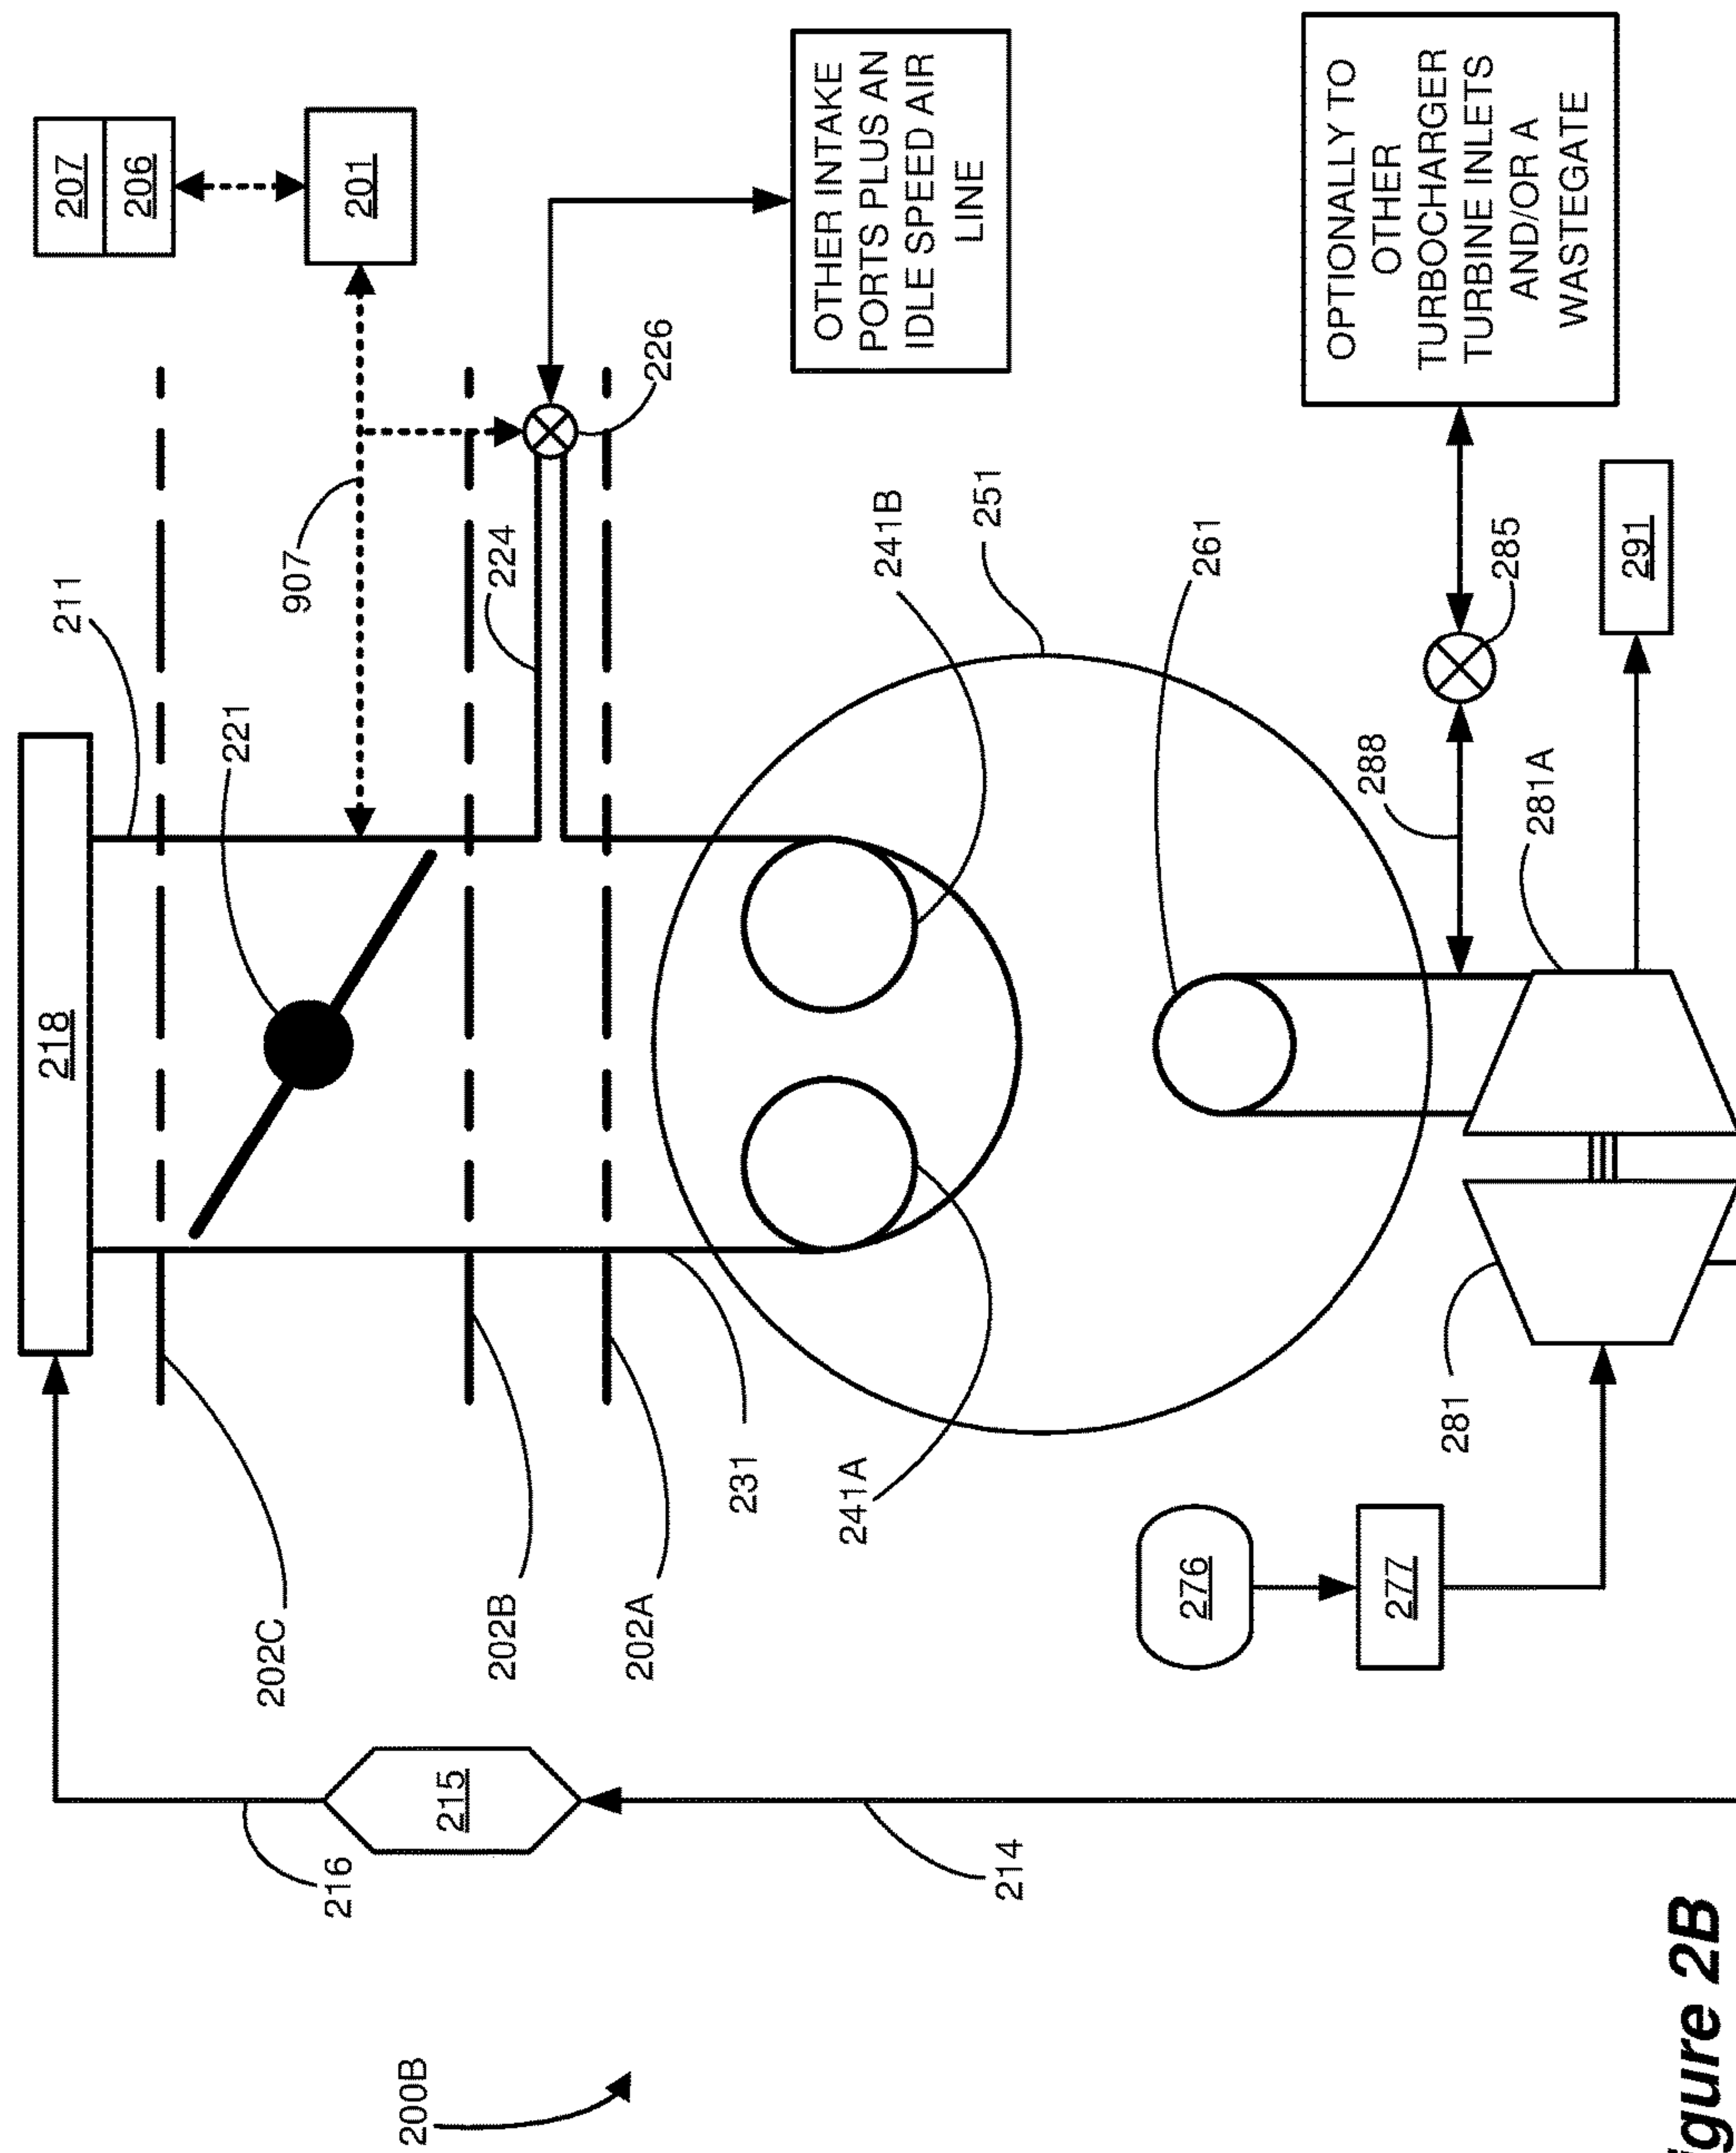 218
211
207
206
221
202C
907
216
201
200B
215
202B
224
202A
226
231
OTHER INTAKE
PORTS PLUS AN
IDLE SPEED AIR
LINE
241A
241B
251
214
276
261
OPTIONALLY TO
OTHER
TURBOCHARGER
TURBINE INLETS
AND/OR A
WASTEGATE
288
277
281
285
281A
291
igure 2B